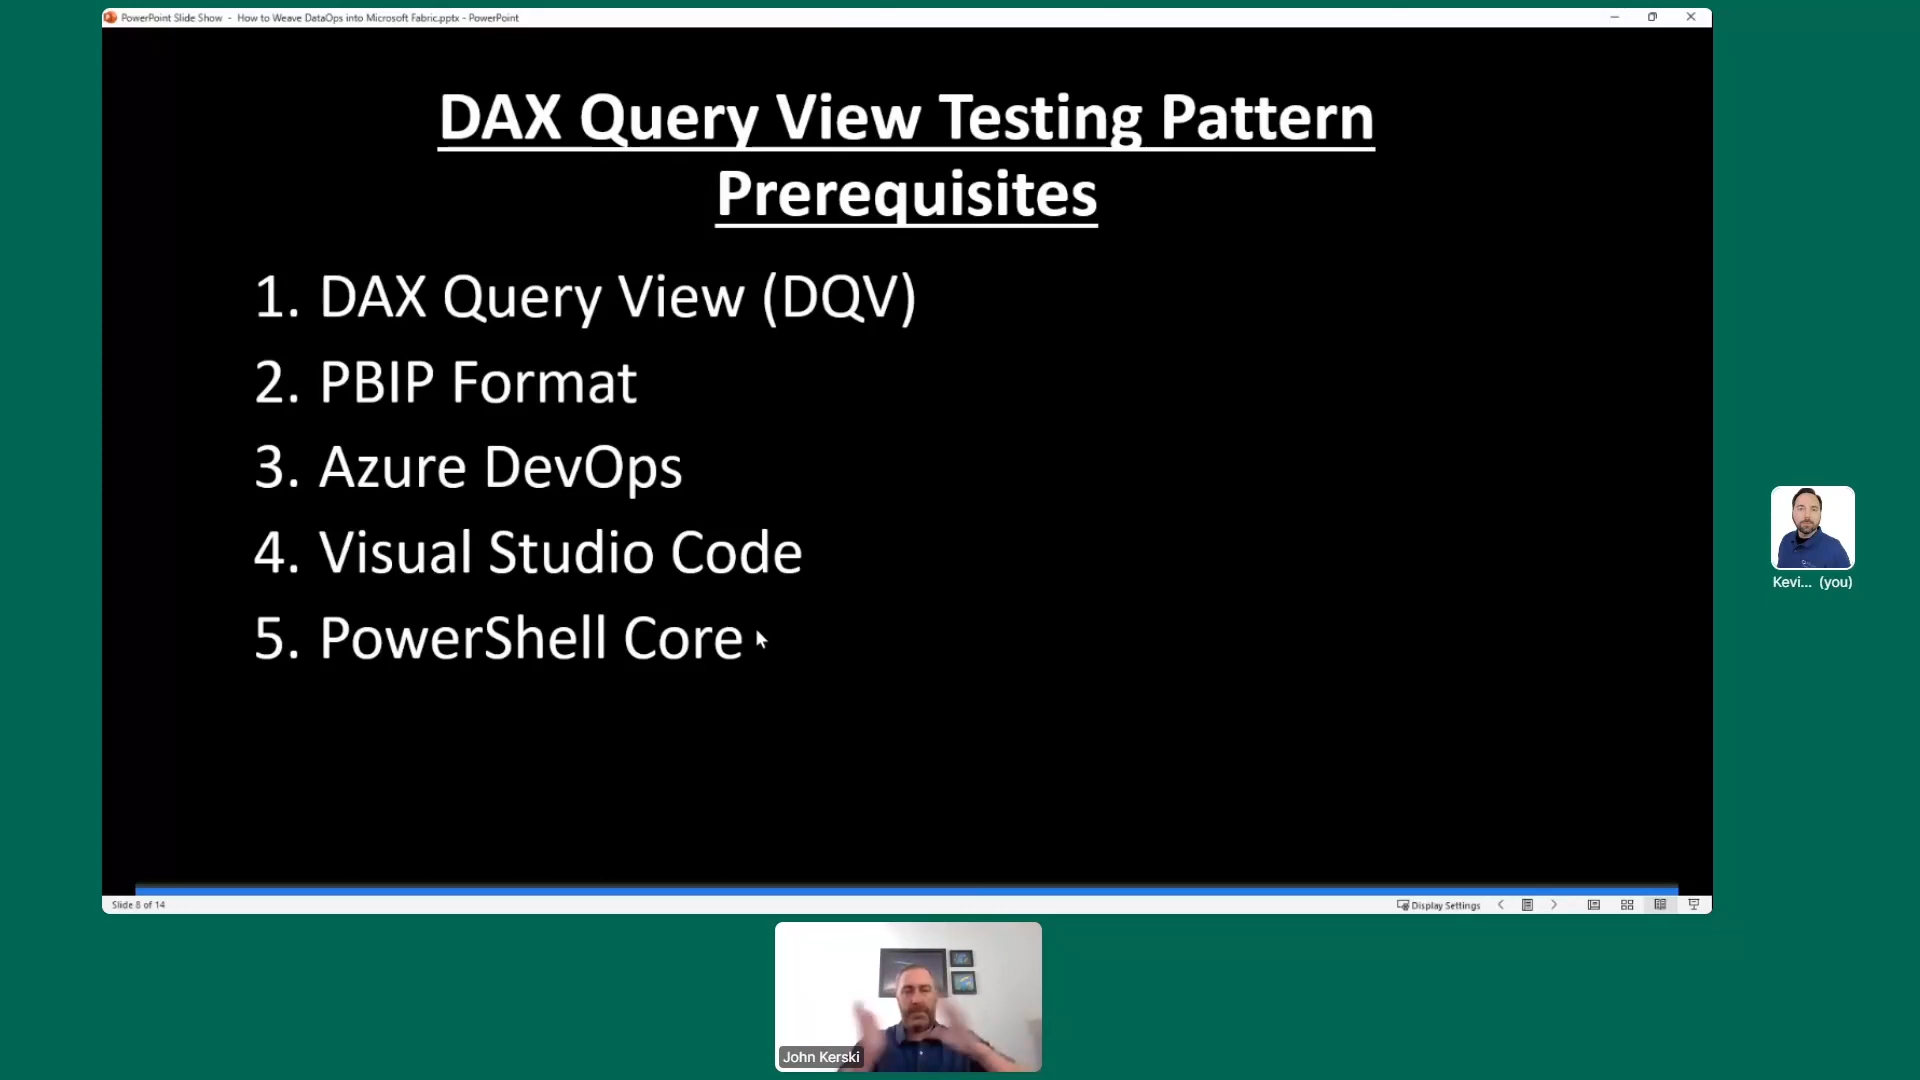 PowerPoint Slide Show - How to Weave DataOps into Microsoft Fabric.pptx - PowerPoint
DAX Query View Testing Pattern
Prerequisites
1. DAX Query View (DQV)
2. PBIP Format
3. Azure DevOps
4. Visual Studio Code
5. PowerShell Core
Kevi... (you)
Slide 8 of 14
Display Settings
John Kerski